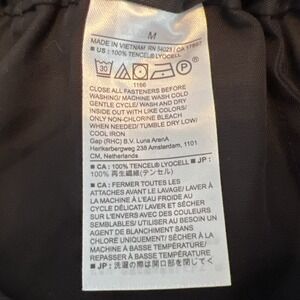 M
MADE IN VIETNAM RN 54023 / CA 17897
■ US : 100% TENCEL® LYOCELL
30
P
1166
CLOSE ALL FASTENERS BEFORE
WASHING/ MACHINE WASH COLD
GENTLE CYCLE/ WASH AND DRY
INSIDE OUT WITH LIKE COLORS/
ONLY NON-CHLORINE BLEACH
WHEN NEEDED/ TUMBLE DRY LOW/
COOL IRON
Gap (RHC) B.V. Luna ArenA
Herikerbergweg 238 Amsterdam, 1101
CM, Netherlands
■ CA : 100% TENCEL® LYOCELL ■ JP :
100% 再生繊維(テンセル)
■ CA : FERMER TOUTES LES
ATTACHES AVANT LE LAVAGE/ LAVER À
LA MACHINE À L'EAU FROIDE AU
CYCLE DÉLICAT/ LAVER ET SÉCHER
SUR L'ENVERS AVEC DES COULEURS
SEMBLABLES/ UTILISER AU BESOIN UN
AGENT DE BLANCHIMENT SANS
CHLORE UNIQUEMENT/ SÉCHER À LA
MACHINE À BASSE TEMPÉRATURE/
REPASSER À BASSE TEMPÉRATURE
■ JP : 洗濯の際は開口部を閉じて